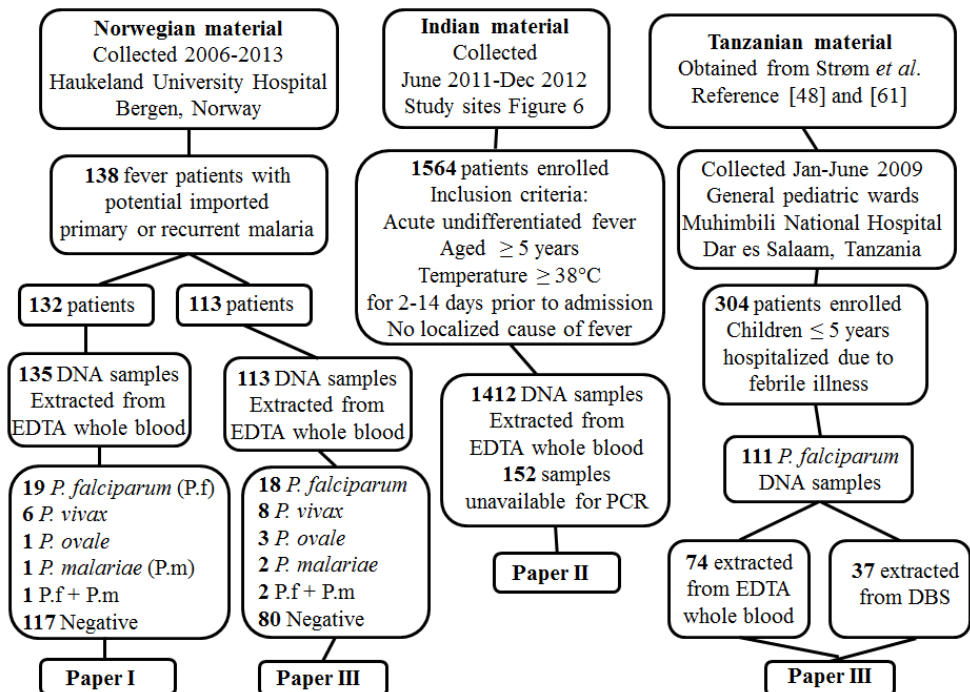 Norwegian material
Collected 2006-2013
Haukeland University Hospital
Bergen, Norway
138 fever patients with
potential imported
primary or recurrent malaria
132 patients
113 patients
135 DNA samples
Extracted from
EDTA whole blood
113 DNA samples
Extracted from
EDTA whole blood
19 P. falciparum (P.f)
6 P. vivax
1 P. ovale
1 P. malariae (P.m)
1 P.f + P.m
117 Negative
18 P. falciparum
8 P. vivax
3 P. ovale
2 P. malariae
2 P.f + P.m
80 Negative
Paper I
Paper III
Indian material
Collected
June 2011-Dec 2012
Study sites Figure 6
1564 patients enrolled
Inclusion criteria:
Acute undifferentiated fever
Aged ≥ 5 years
Temperature ≥ 38°C
for 2-14 days prior to admission
No localized cause of fever
1412 DNA samples
Extracted from
EDTA whole blood
152 samples
unavailable for PCR
Paper II
Tanzanian material
Obtained from Strøm et al.
Reference [48] and [61]
Collected Jan-June 2009
General pediatric wards
Muhimbili National Hospital
Dar es Salaam, Tanzania
304 patients enrolled
Children ≤ 5 years
hospitalized due to
febrile illness
111 P. falciparum
DNA samples
74 extracted
from EDTA
whole blood
37 extracted
from DBS
Paper III